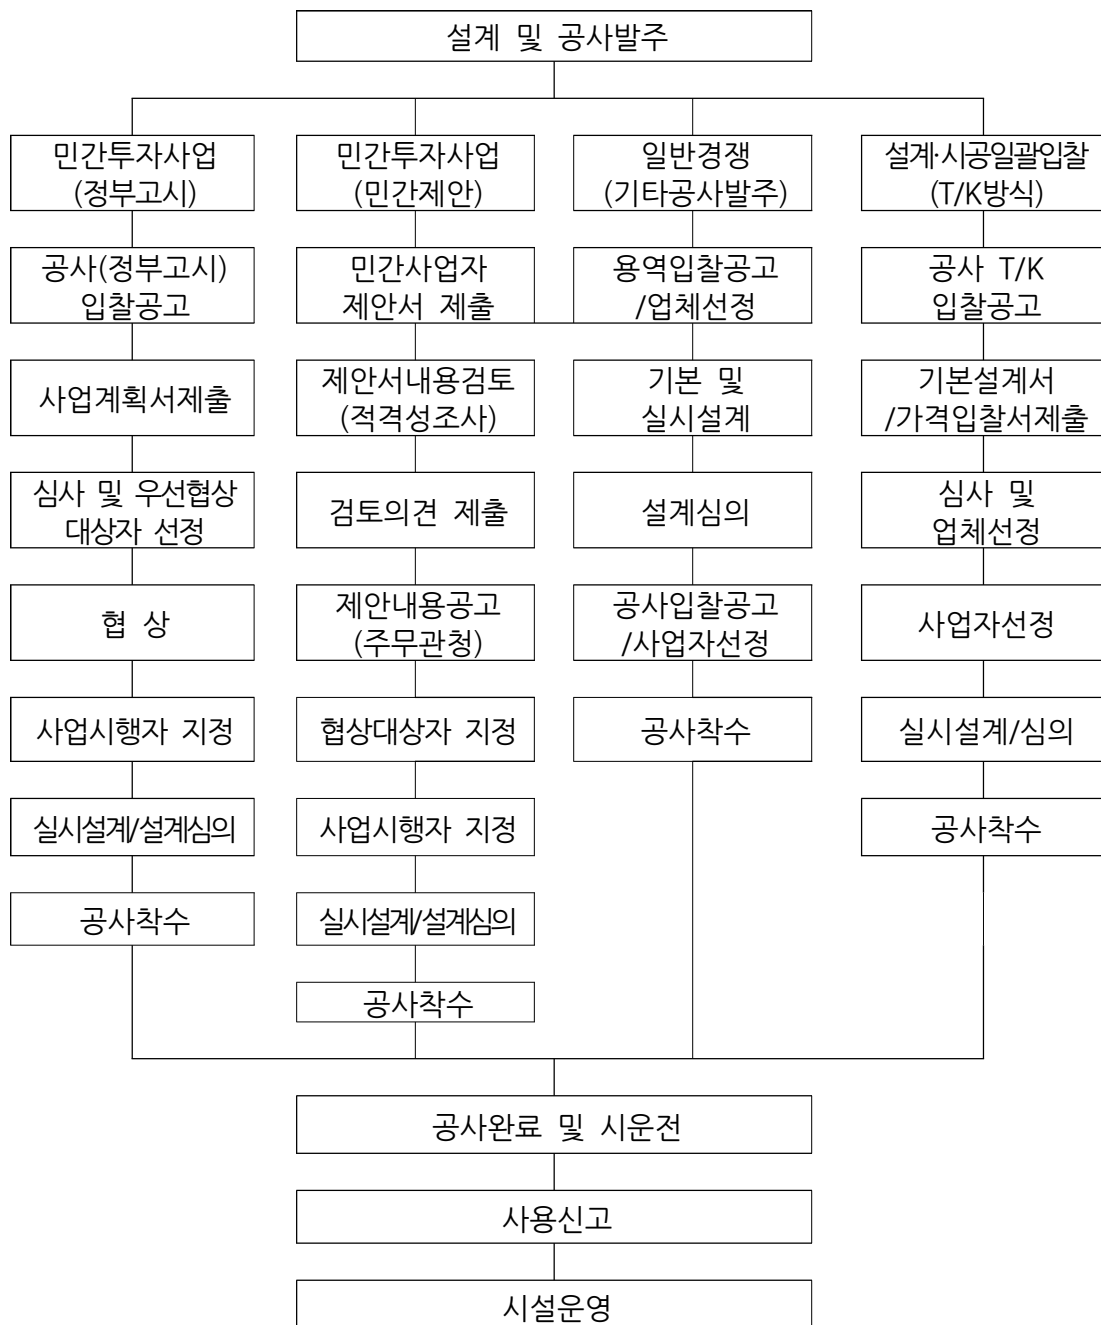 설계 및 공사발주
민간투자사업
(정부고시)
민간투자사업
(민간제안)
일반경쟁
(기타공사발주)
설계·시공일괄입찰
(T/K방식)
공사(정부고시)
입찰공고
민간사업자
제안서 제출
용역입찰공고
/업체선정
공사 T/K
입찰공고
사업계획서제출
제안서내용검토
(적격성조사)
기본 및
실시설계
기본설계서
/가격입찰서제출
심사 및 우선협상
대상자 선정
검토의견 제출
설계심의
심사 및
업체선정
협 상
제안내용공고
(주무관청)
공사입찰공고
/사업자선정
사업자선정
사업시행자 지정
협상대상자 지정
공사착수
실시설계/심의
실시설계/설계심의
사업시행자 지정
공사착수
공사착수
실시설계/설계심의
공사착수
공사완료 및 시운전
사용신고
시설운영